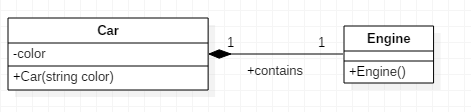 Car
-color
+Car(string color)
1
1
+contains
Engine
+Engine()